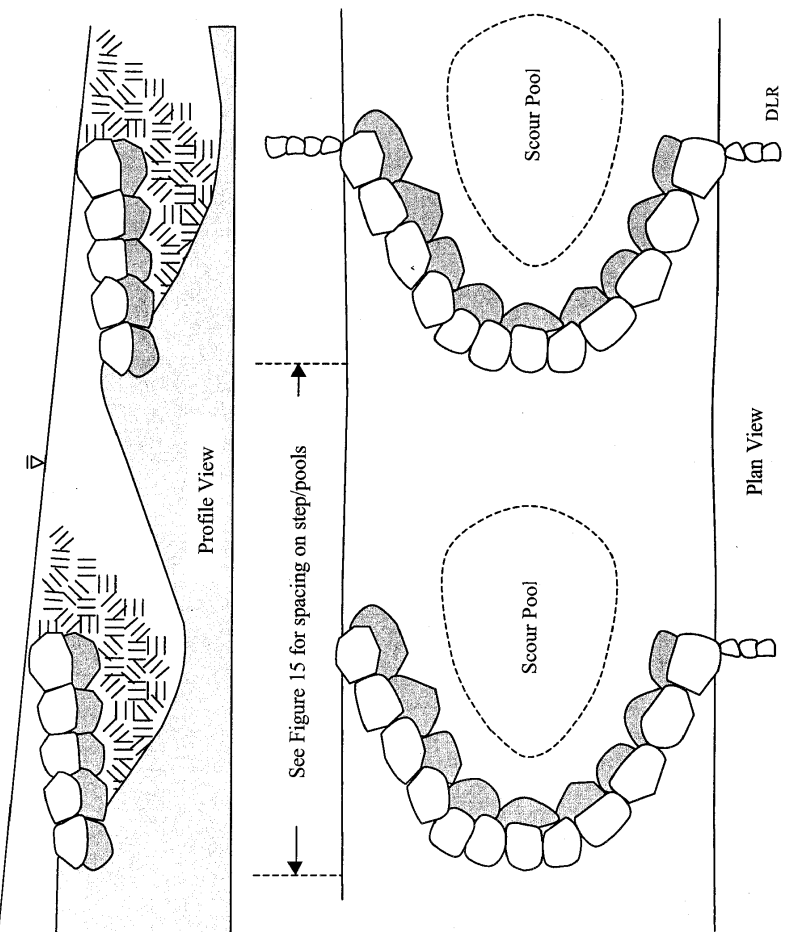 Profile View
See Figure 15 for spacing on step/pools
Scour Pool
Scour Pool
Plan View
DLR